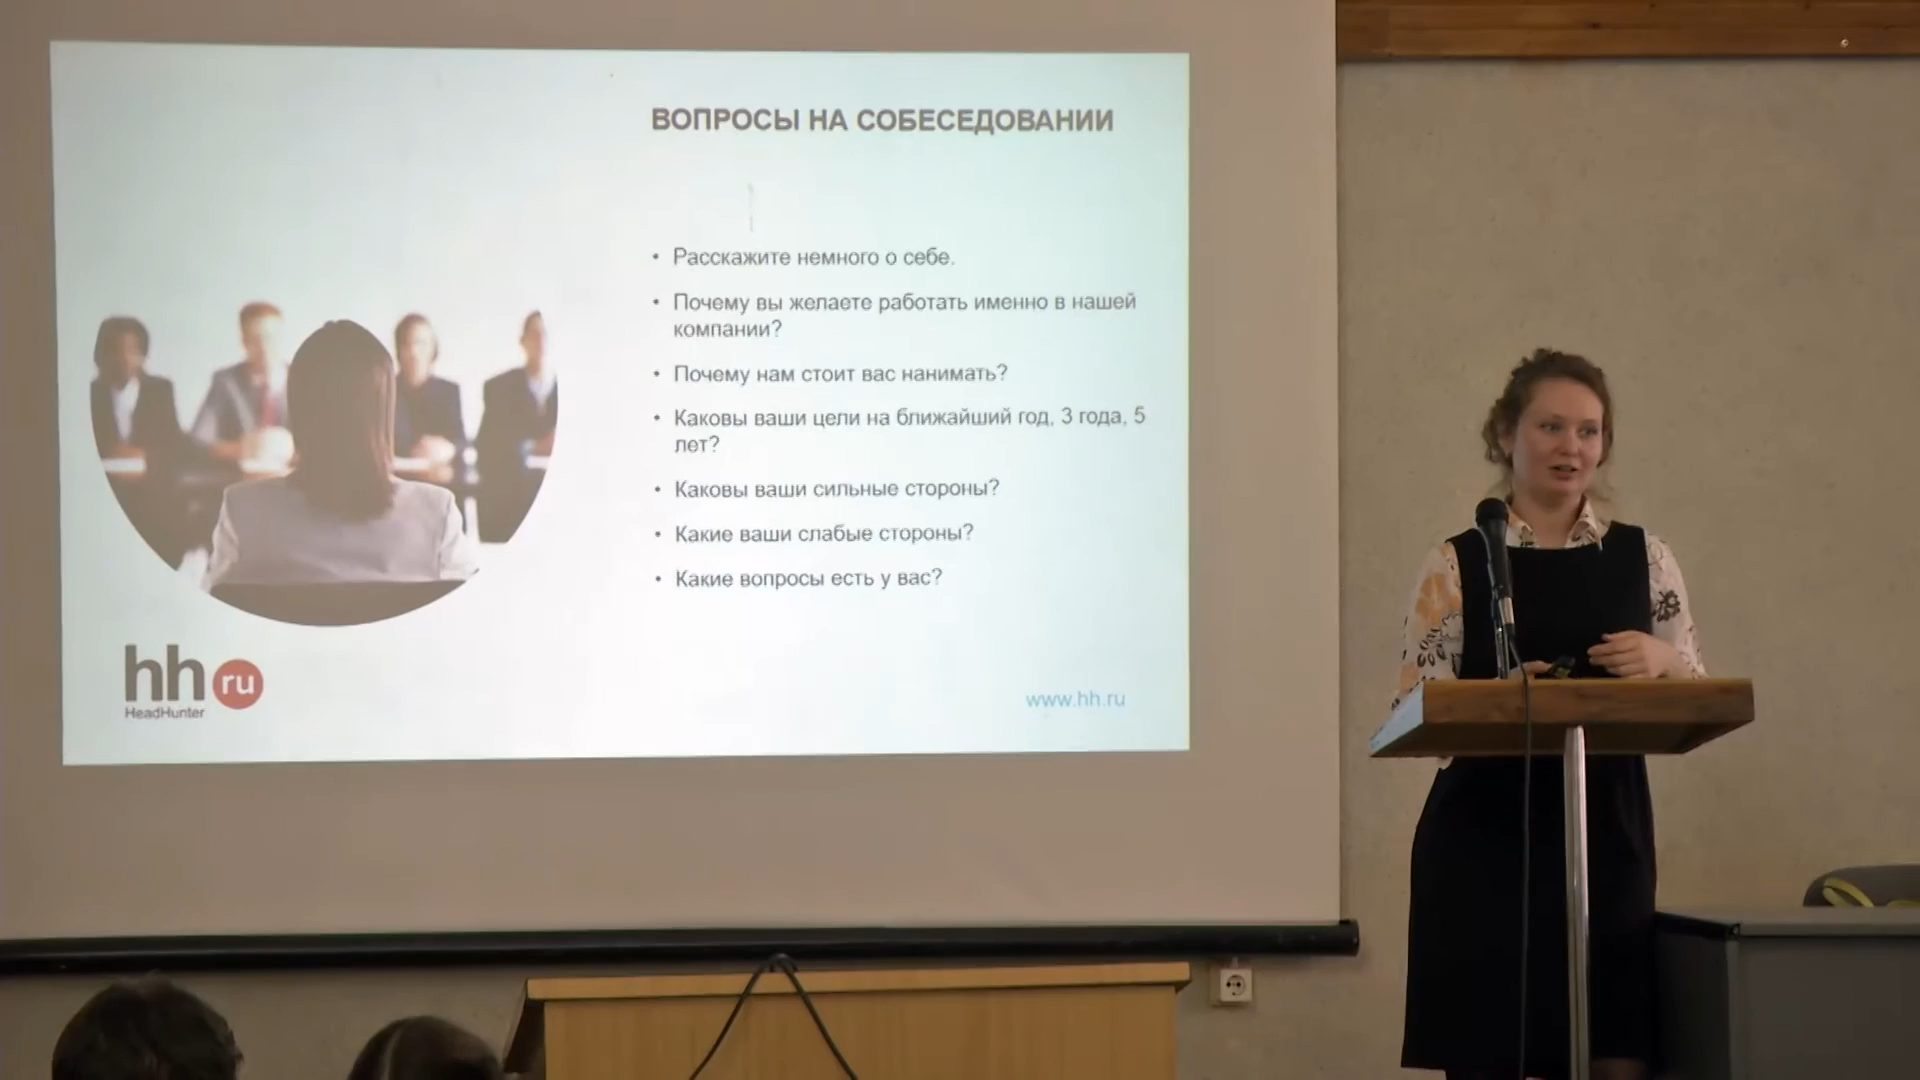 ВОПРОСЫ НА СОБЕСЕДОВАНИИ
• Расскажите немного о себе.
• Почему вы желаете работать именно в нашей
компании?
• Почему нам стоит вас нанимать?
• Каковы ваши цели на ближайший год, 3 года, 5
лет?
• Каковы ваши сильные стороны?
• Какие ваши слабые стороны?
• Какие вопросы есть у вас?
hh ru
HeadHunter
www.hh.ru